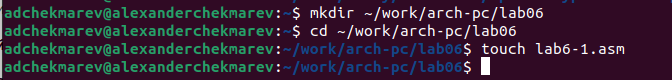 adchekmarev@alexanderchekmarev:~$ mkdir ~/work/arch-pc/lab06
adchekmarev@alexanderchekmarev:~$ cd ~/work/arch-pc/lab06
adchekmarev@alexanderchekmarev:~/work/arch-pc/lab06$ touch lab6-1.asm
adchekmarev@alexanderchekmarev:~/work/arch-pc/lab06$